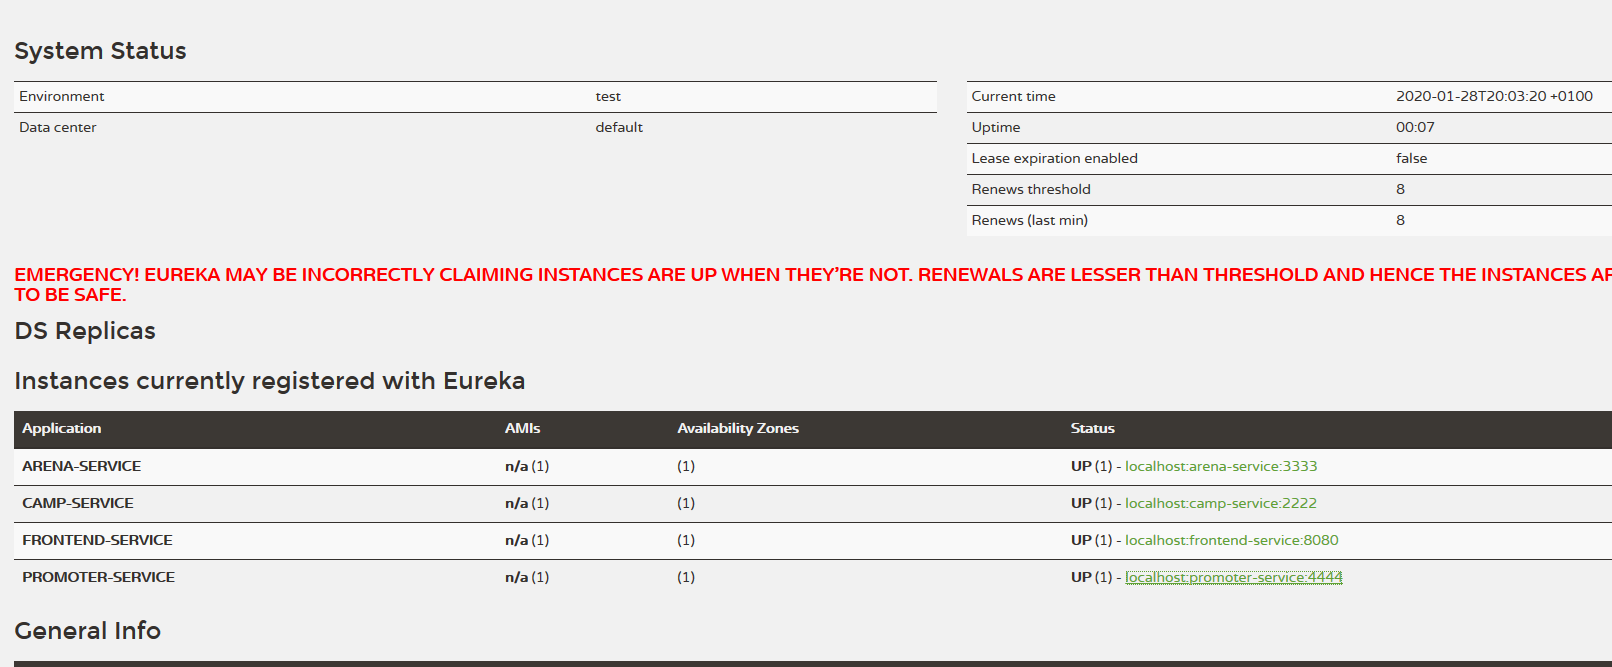 System Status
Environment test
Data center default
Current time 2020-01-28T20:03:20 +0100
Uptime 00:07
Lease expiration enabled false
Renews threshold 8
Renews (last min) 8
EMERGENCY! EUREKA MAY BE INCORRECTLY CLAIMING INSTANCES ARE UP WHEN THEY’RE NOT. RENEWALS ARE LESSER THAN THRESHOLD AND HENCE THE INSTANCES
TO BE SAFE.
DS Replicas
Instances currently registered with Eureka
Application AMIs Availability Zones Status
ARENA-SERVICE n/a (1) (1) UP (1) - localhost:arena-service:3333
CAMP-SERVICE n/a (1) (1) UP (1) - localhost:camp-service:2222
FRONTEND-SERVICE n/a (1) (1) UP (1) - localhost:frontend-service:8080
PROMOTER-SERVICE n/a (1) (1) UP (1) - localhost:promoter-service:4444
General Info